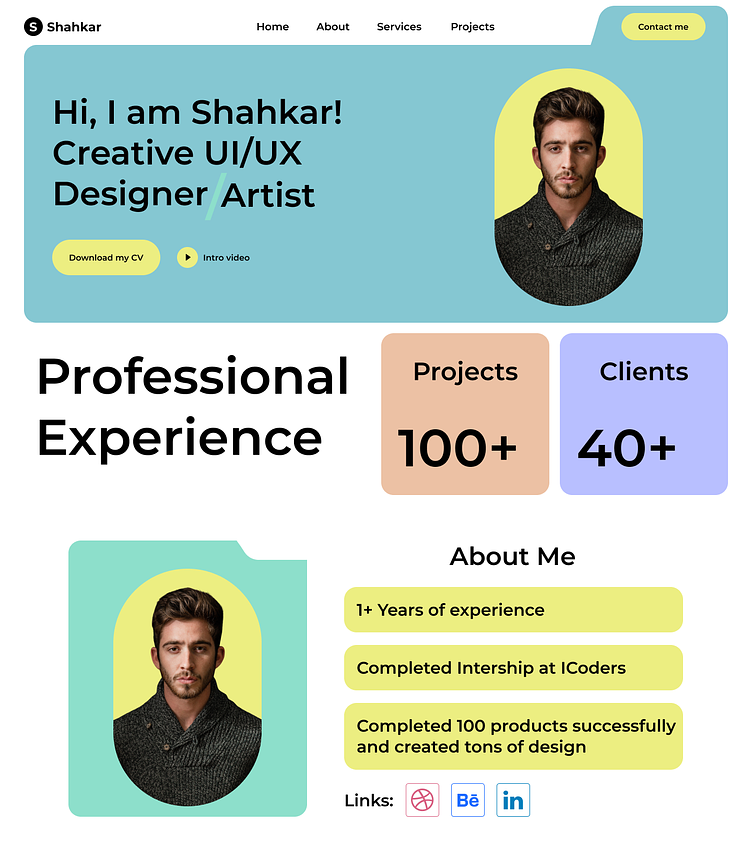 S Shahkar
Home About Services Projects
Contact me
Hi, I am Shahkar!
Creative UI/UX
Designer/Artist
Download my CV
Intro video
Professional
Experience
Projects
100+
Clients
40+
About Me
1+ Years of experience
Completed Intership at ICoders
Completed 100 products successfully
and created tons of design
Links:
Bē
in